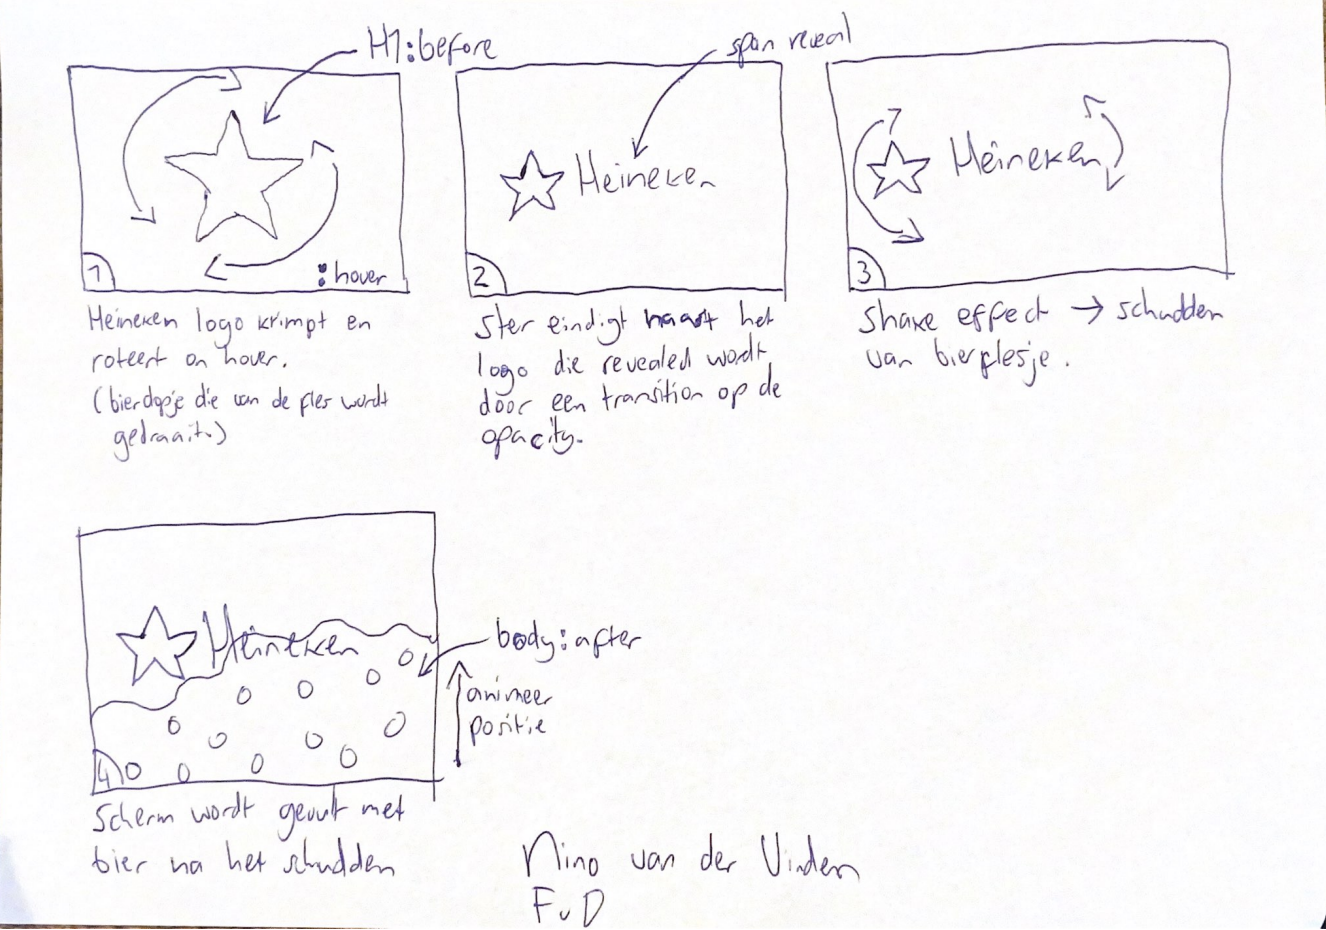 H1:before
:hover
1
Heineken logo krimpt en
roteert on hover.
(bierdopje die van de fles wordt
gedraait.)
span reveal
Heineken
2
Ster eindigt naast het
logo die revealed wordt
door een transition op de
opacity.
Heineken
3
Shake effect → schudden
van bierflesje.
Heineken
4
body:after
animeer
positie
Scherm wordt gevult met
bier na het schudden
Nino van der Linden
FvD